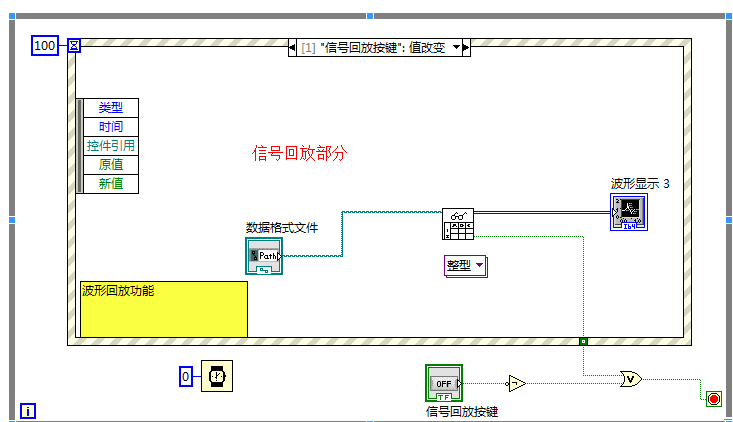 100
[1] "信号回放按键": 值改变
类型
时间
控件引用
原值
新值
信号回放部分
波形显示 3
I64
数据格式文件
Path
整型
波形回放功能
0
OFF
TF
信号回放按键
i